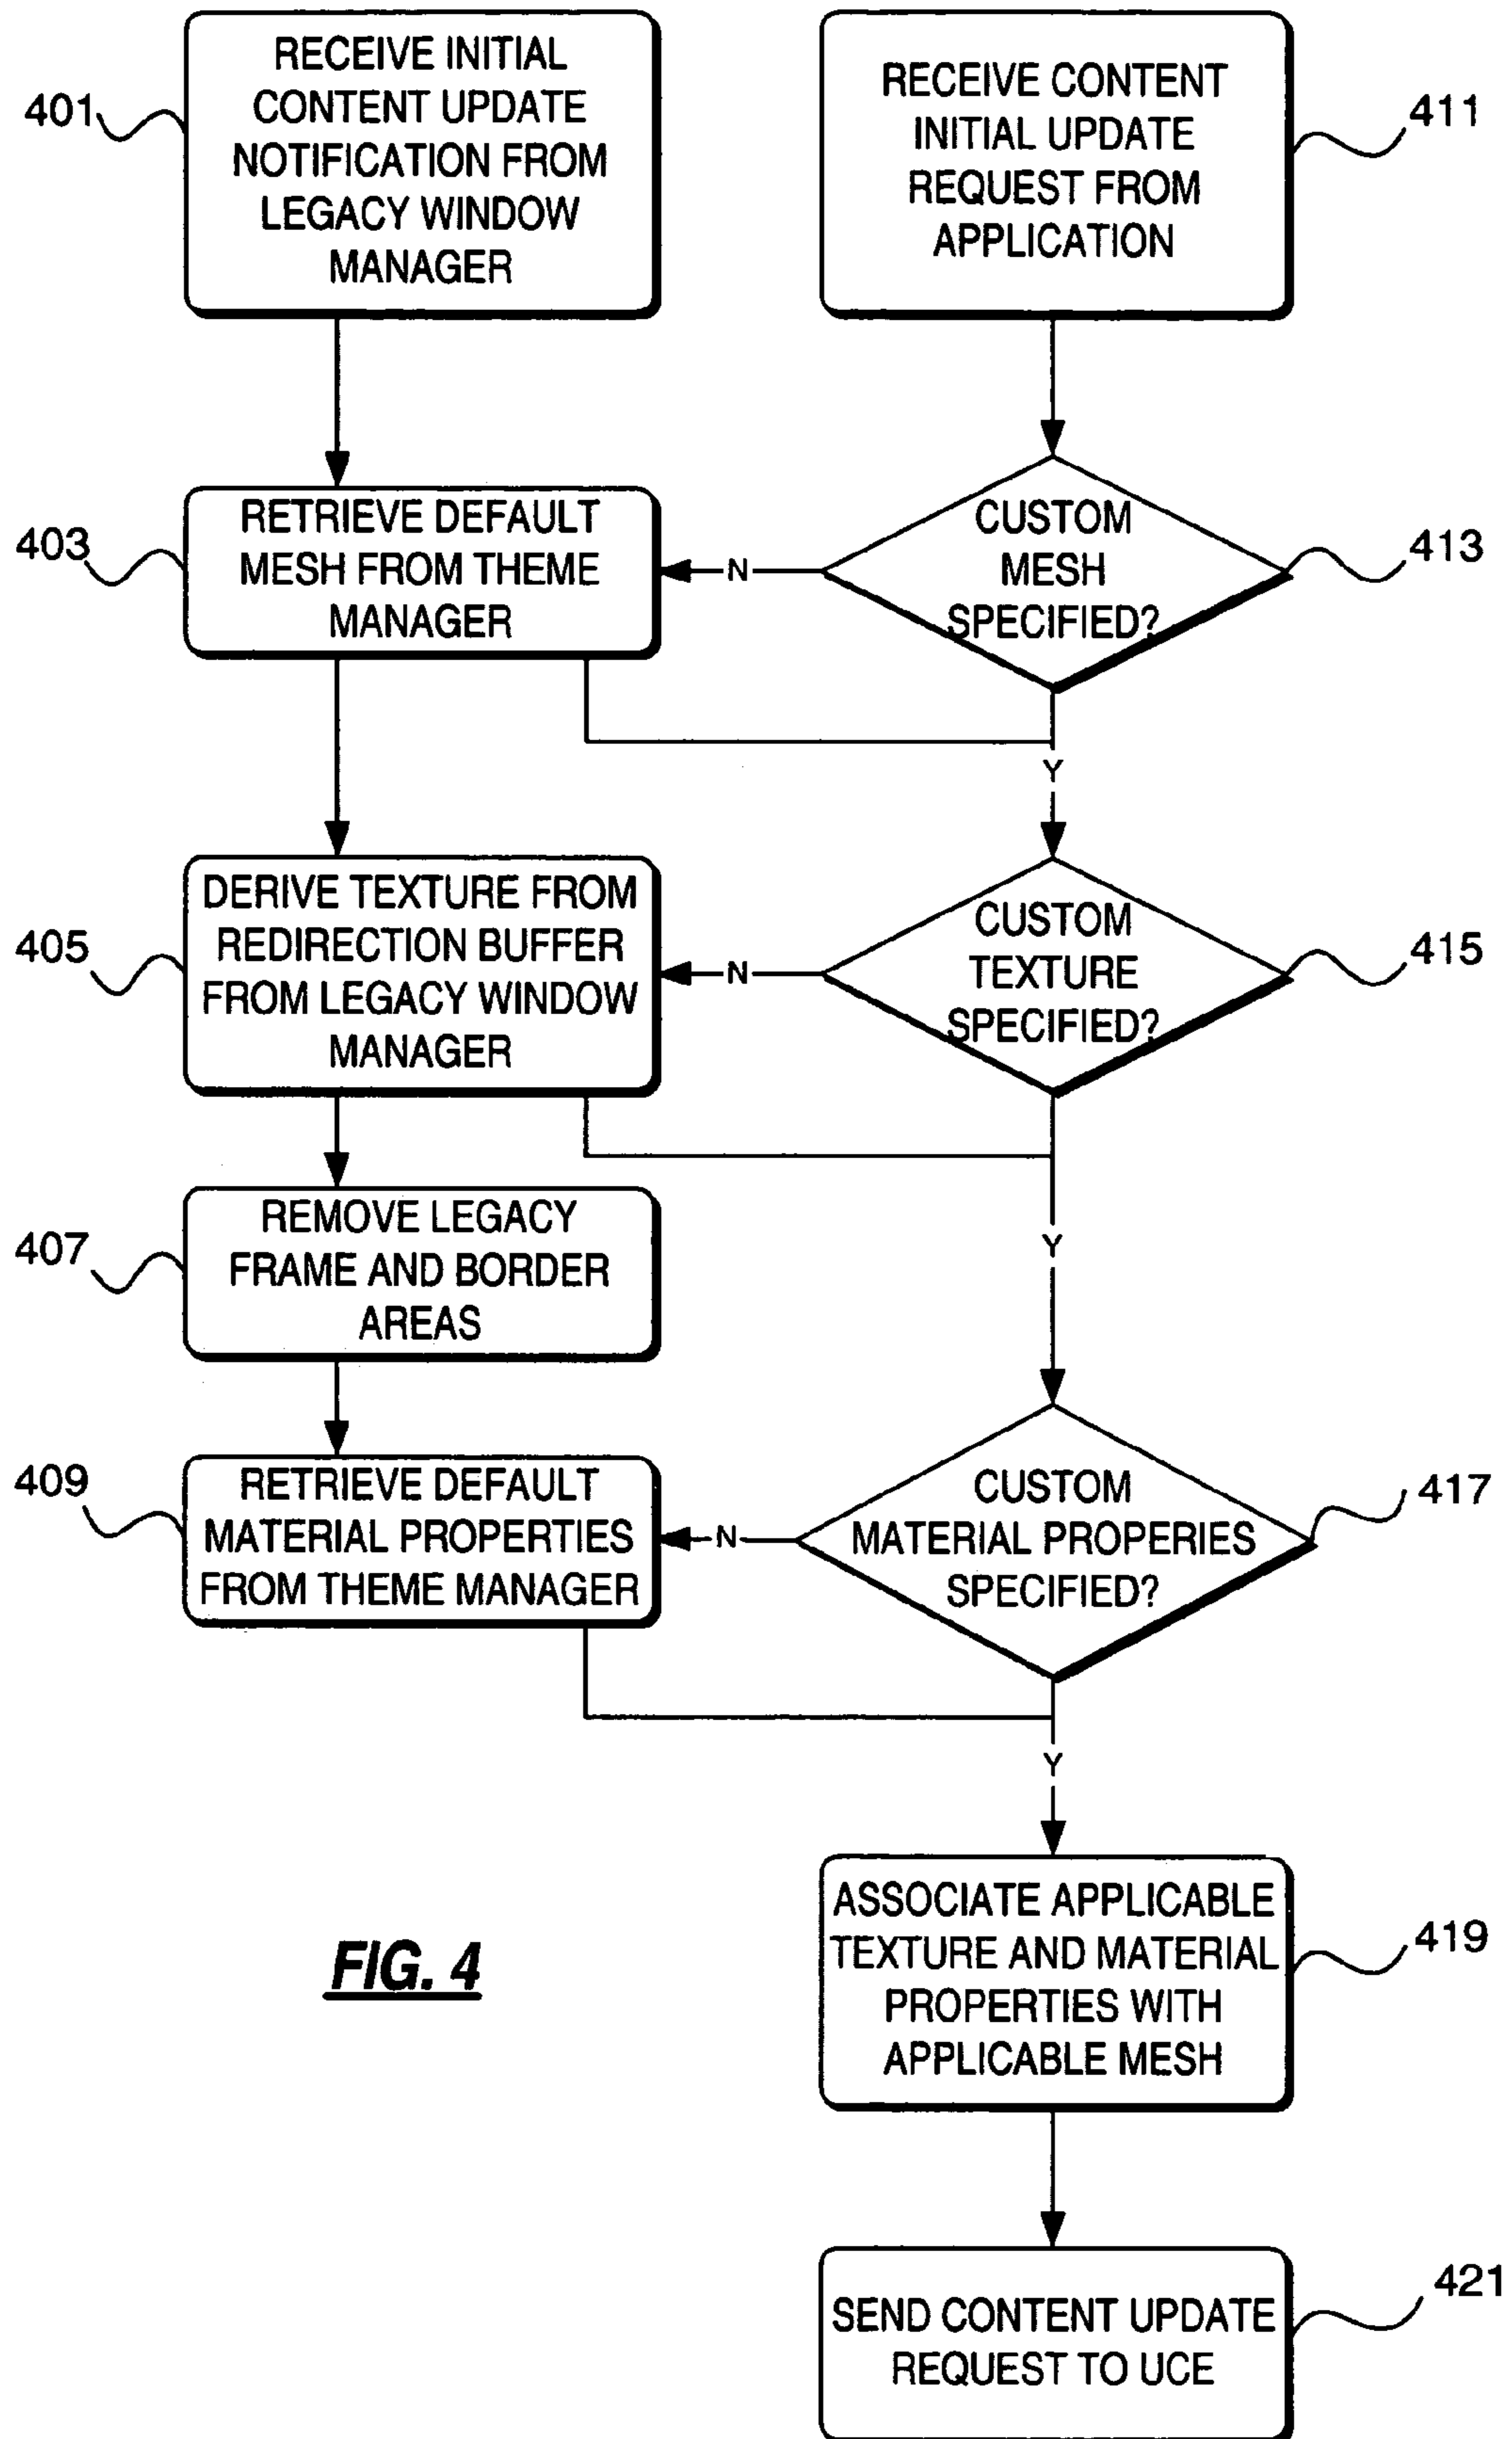 401
RECEIVE INITIAL
CONTENT UPDATE
NOTIFICATION FROM
LEGACY WINDOW
MANAGER
RECEIVE CONTENT
INITIAL UPDATE
REQUEST FROM
APPLICATION
411
403
RETRIEVE DEFAULT
MESH FROM THEME
MANAGER
N
CUSTOM
MESH
SPECIFIED?
413
Y
405
DERIVE TEXTURE FROM
REDIRECTION BUFFER
FROM LEGACY WINDOW
MANAGER
N
CUSTOM
TEXTURE
SPECIFIED?
415
407
REMOVE LEGACY
FRAME AND BORDER
AREAS
Y
409
RETRIEVE DEFAULT
MATERIAL PROPERTIES
FROM THEME MANAGER
N
CUSTOM
MATERIAL PROPERIES
SPECIFIED?
417
Y
ASSOCIATE APPLICABLE
TEXTURE AND MATERIAL
PROPERTIES WITH
APPLICABLE MESH
419
FIG. 4
SEND CONTENT UPDATE
REQUEST TO UCE
421